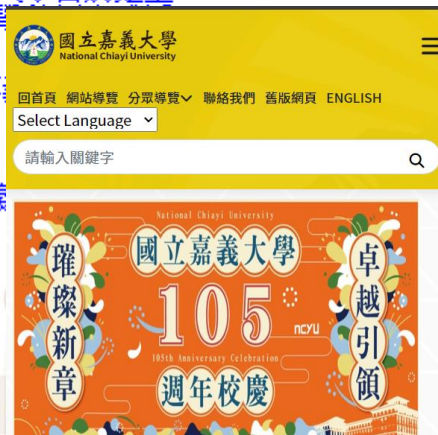 國立嘉義大學
National Chiayi University
回首頁 網站導覽 分眾導覽 聯絡我們 舊版網頁 ENGLISH
Select Language
請輸入關鍵字
National Chiayi University
國立嘉義大學
105
ncyu
105th Anniversary Celebration
週年校慶
璀璨新章
卓越引領